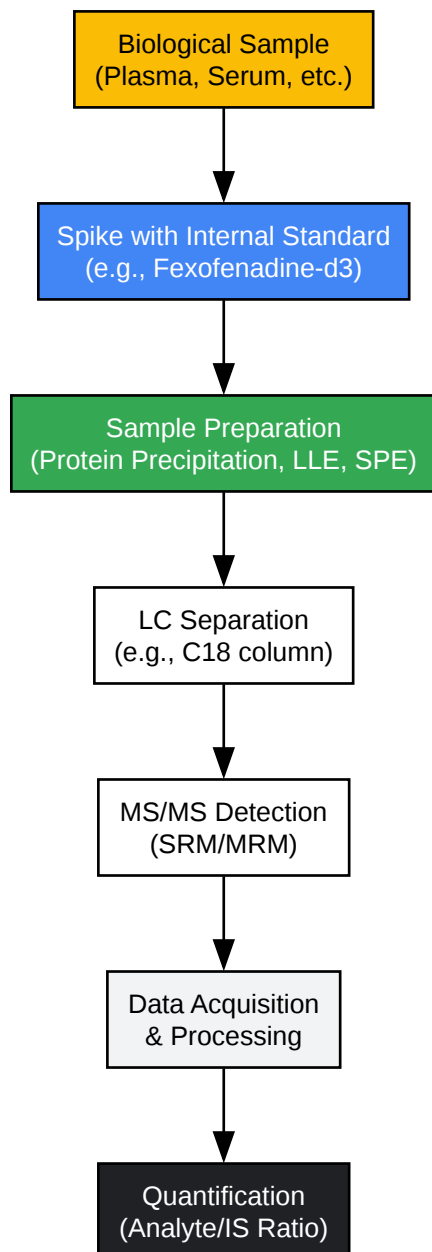 Biological Sample
(Plasma, Serum, etc.)
Spike with Internal Standard
(e.g., Fexofenadine-d3)
Sample Preparation
(Protein Precipitation, LLE, SPE)
LC Separation
(e.g., C18 column)
MS/MS Detection
(SRM/MRM)
Data Acquisition
& Processing
Quantification
(Analyte/IS Ratio)